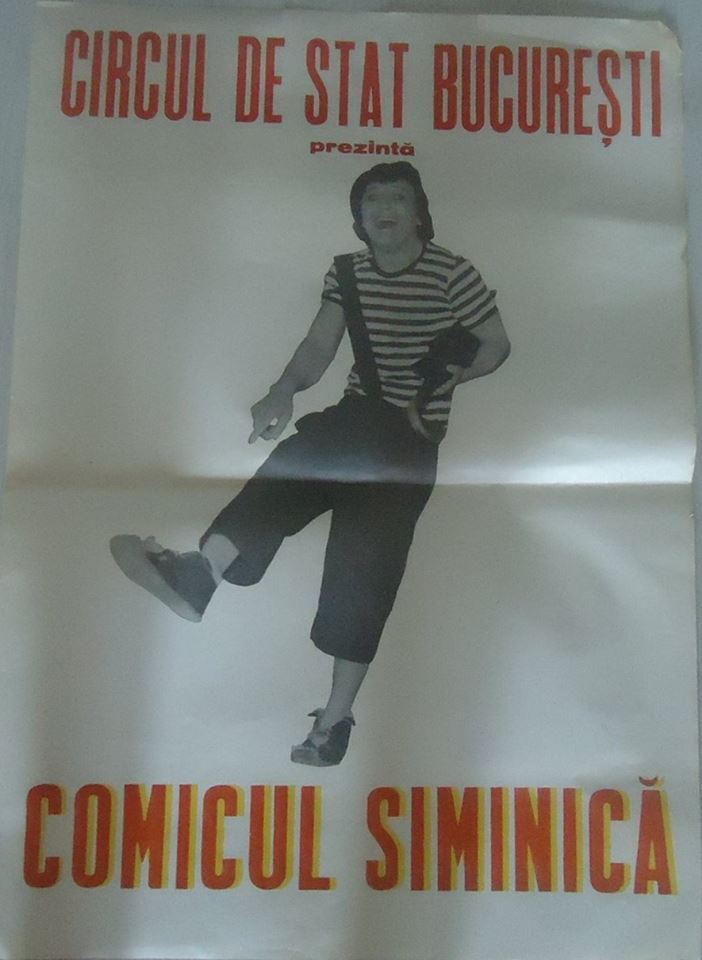 CIRCUL DE STAT BUCUREȘTI
prezintă
COMICUL SIMINICĂ